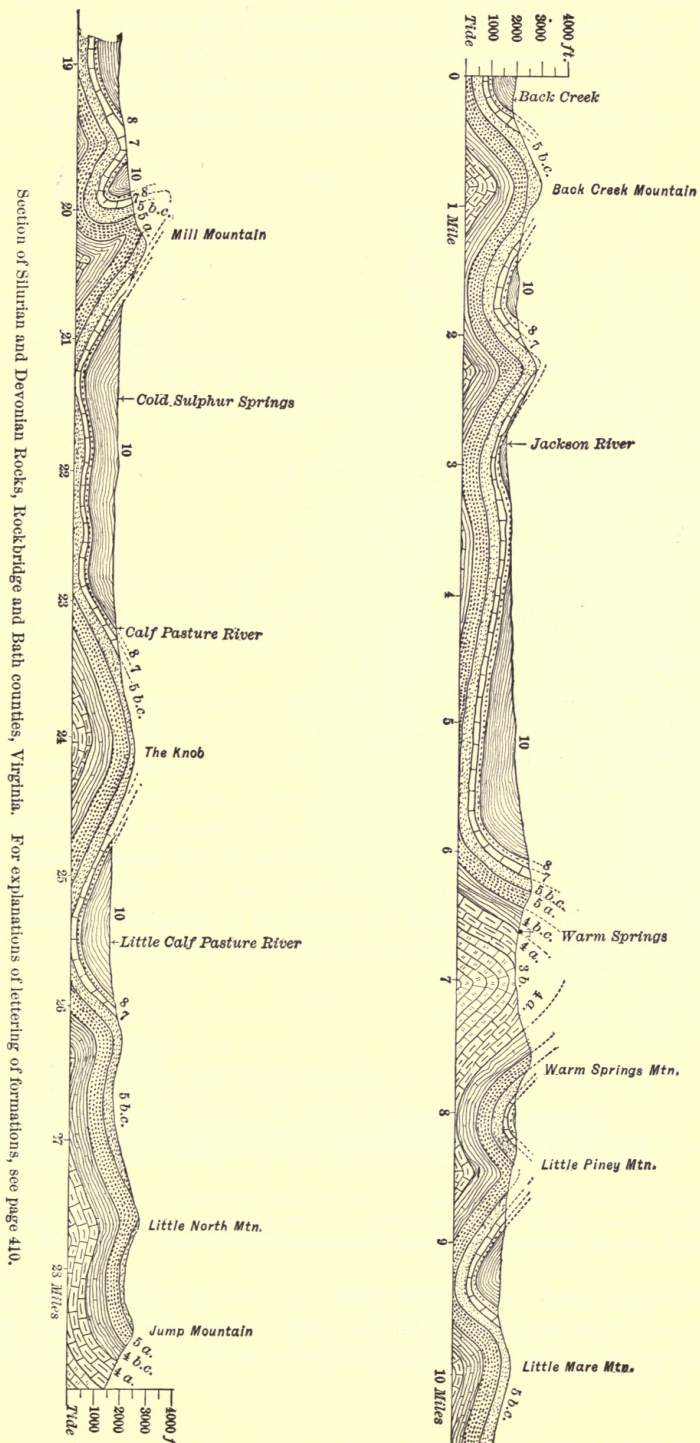 4000 ft.
3000
2000
1000
Tide
0
Back Creek
5 b.c.
Back Creek Mountain
1 Mile
10
8
7
2
Jackson River
3
4
5
10
6
8
7
5 b.c.
5 a.
4 b.c.
4 a.
Warm Springs
3 b.
4 a.
7
Warm Springs Mtn.
8
Little Piney Mtn.
9
Little Mare Mtn.
10 Miles
5 b.c.
19
8
7
10
8
7
5 b.c.
5 a.
20
Mill Mountain
21
Cold Sulphur Springs
10
22
23
Calf Pasture River
8
7
5 b.c.
24
The Knob
25
10
Little Calf Pasture River
26
8
7
5 b.c.
27
Little North Mtn.
28 Miles
Jump Mountain
5 a.
4 b.c.
4 a.
Tide
1000
2000
3000
4000 f
Section of Silurian and Devonian Rocks, Rockbridge and Bath counties, Virginia. For explanations of lettering of formations, see page 410.